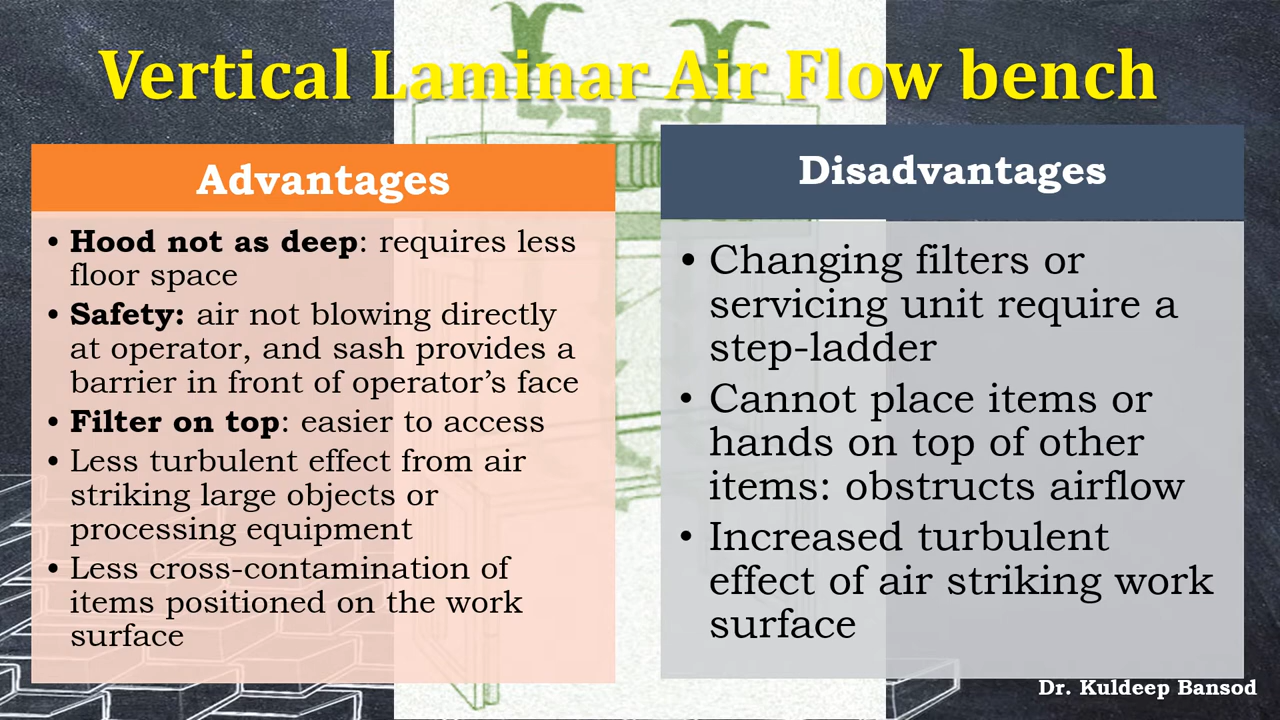 Vertical Laminar Air Flow bench
Advantages
• Hood not as deep: requires less
floor space
• Safety: air not blowing directly
at operator, and sash provides a
barrier in front of operator’s face
• Filter on top: easier to access
• Less turbulent effect from air
striking large objects or
processing equipment
• Less cross-contamination of
items positioned on the work
surface
Disadvantages
• Changing filters or
servicing unit require a
step-ladder
• Cannot place items or
hands on top of other
items: obstructs airflow
• Increased turbulent
effect of air striking work
surface
Dr. Kuldeep Bansod